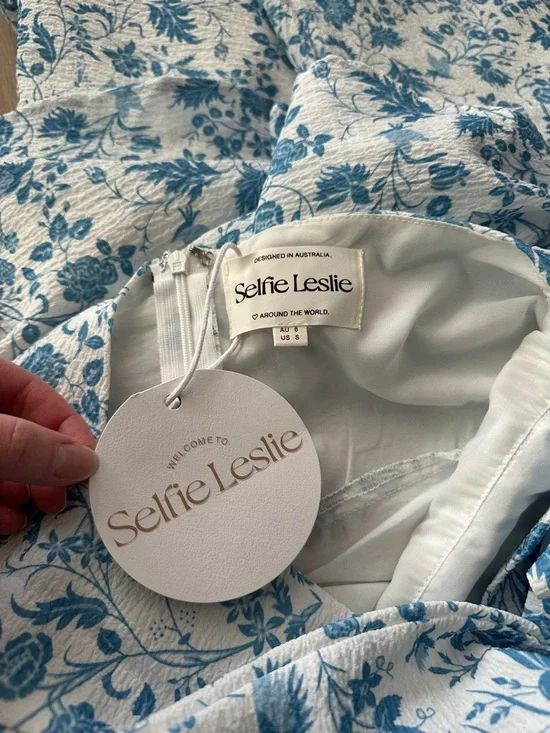 DESIGNED IN AUSTRALIA.
Selfie Leslie
♡ AROUND THE WORLD.
AU 8
US S
WELCOME TO
Selfie Leslie